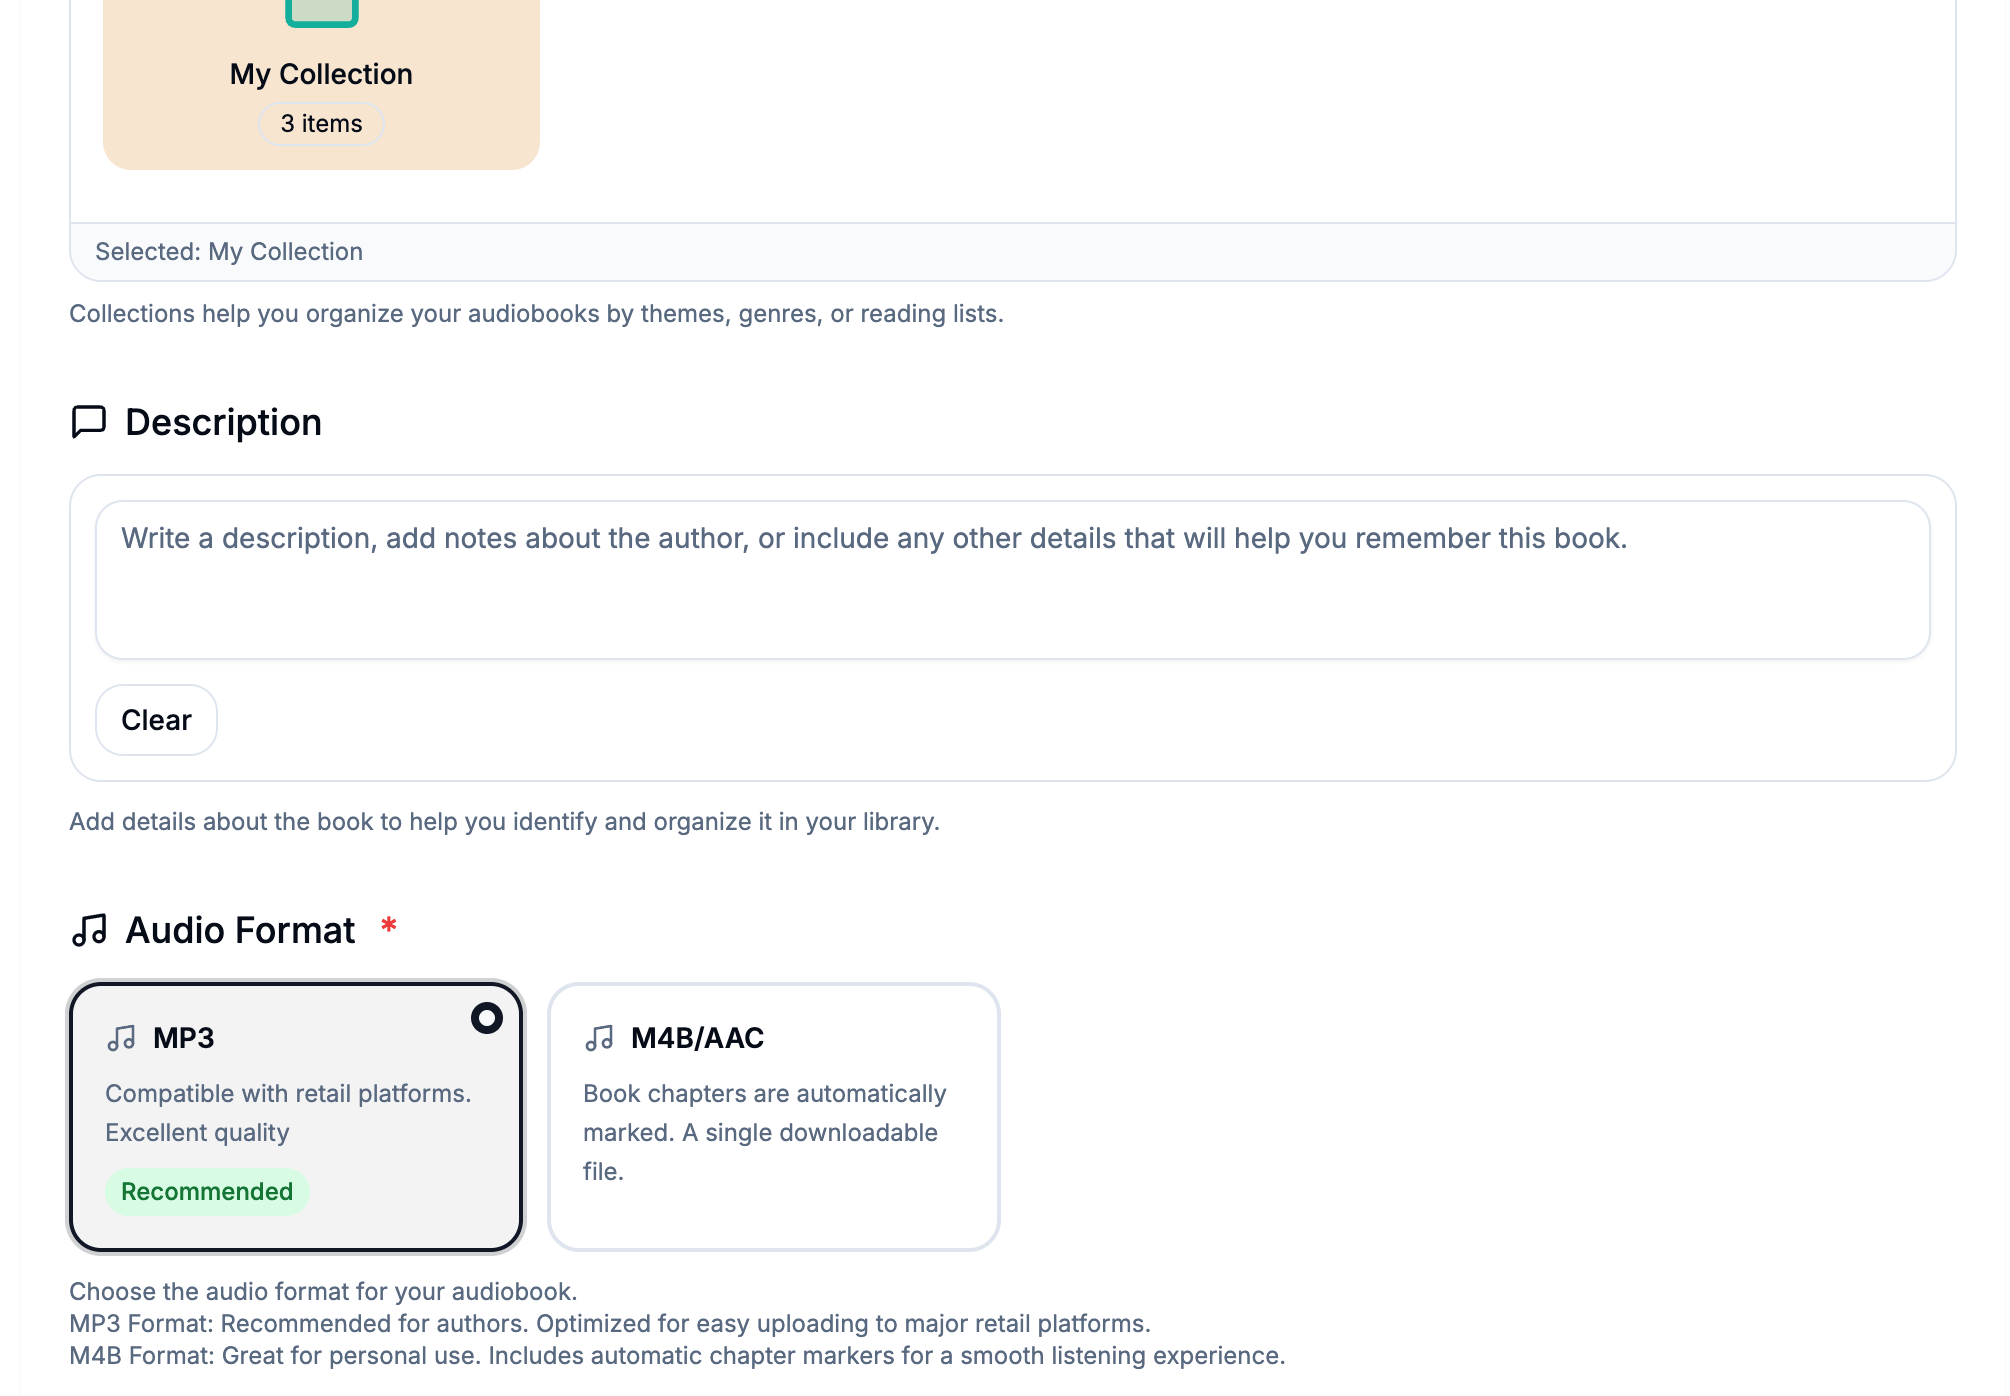 My Collection
3 items
Selected: My Collection
Collections help you organize your audiobooks by themes, genres, or reading lists.
Description
Write a description, add notes about the author, or include any other details that will help you remember this book.
Clear
Add details about the book to help you identify and organize it in your library.
Audio Format *
MP3
Compatible with retail platforms.
Excellent quality
Recommended
M4B/AAC
Book chapters are automatically
marked. A single downloadable
file.
Choose the audio format for your audiobook.
MP3 Format: Recommended for authors. Optimized for easy uploading to major retail platforms.
M4B Format: Great for personal use. Includes automatic chapter markers for a smooth listening experience.